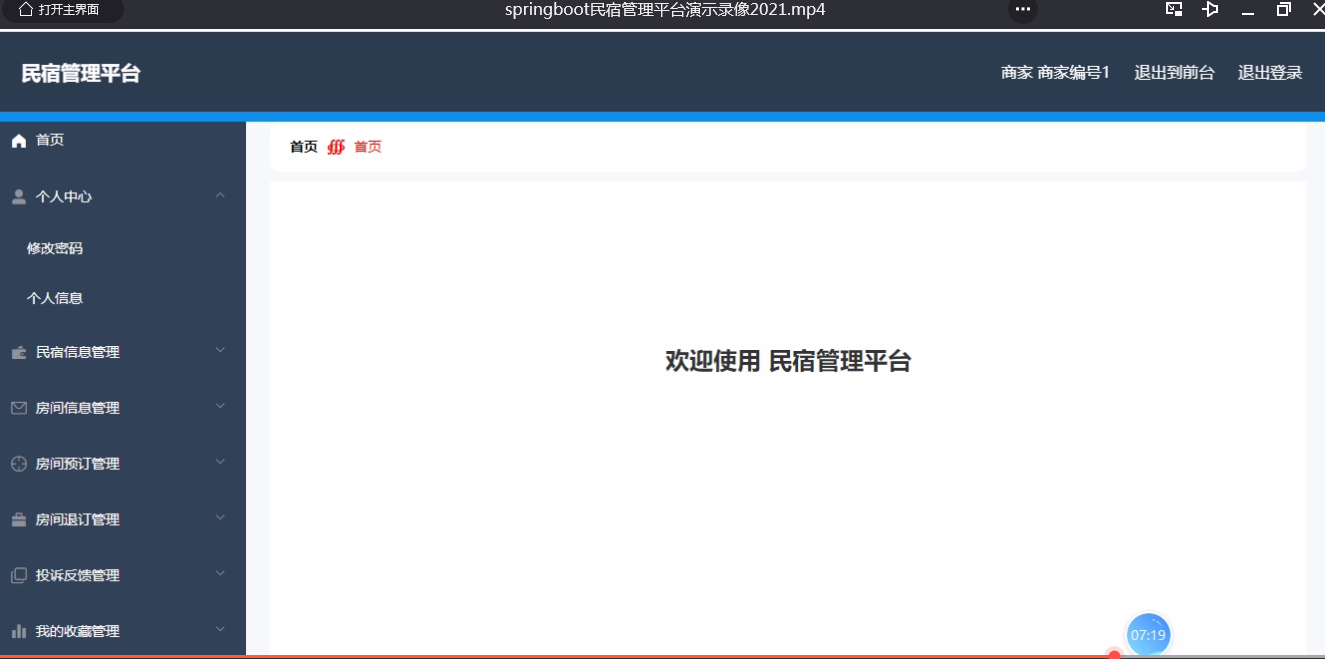 打开主界面
springboot民宿管理平台演示录像2021.mp4
民宿管理平台
商家 商家编号1 退出到前台 退出登录
首页
首页 首页
个人中心
修改密码
个人信息
民宿信息管理
欢迎使用 民宿管理平台
房间信息管理
房间预订管理
房间退订管理
投诉反馈管理
我的收藏管理
07:19